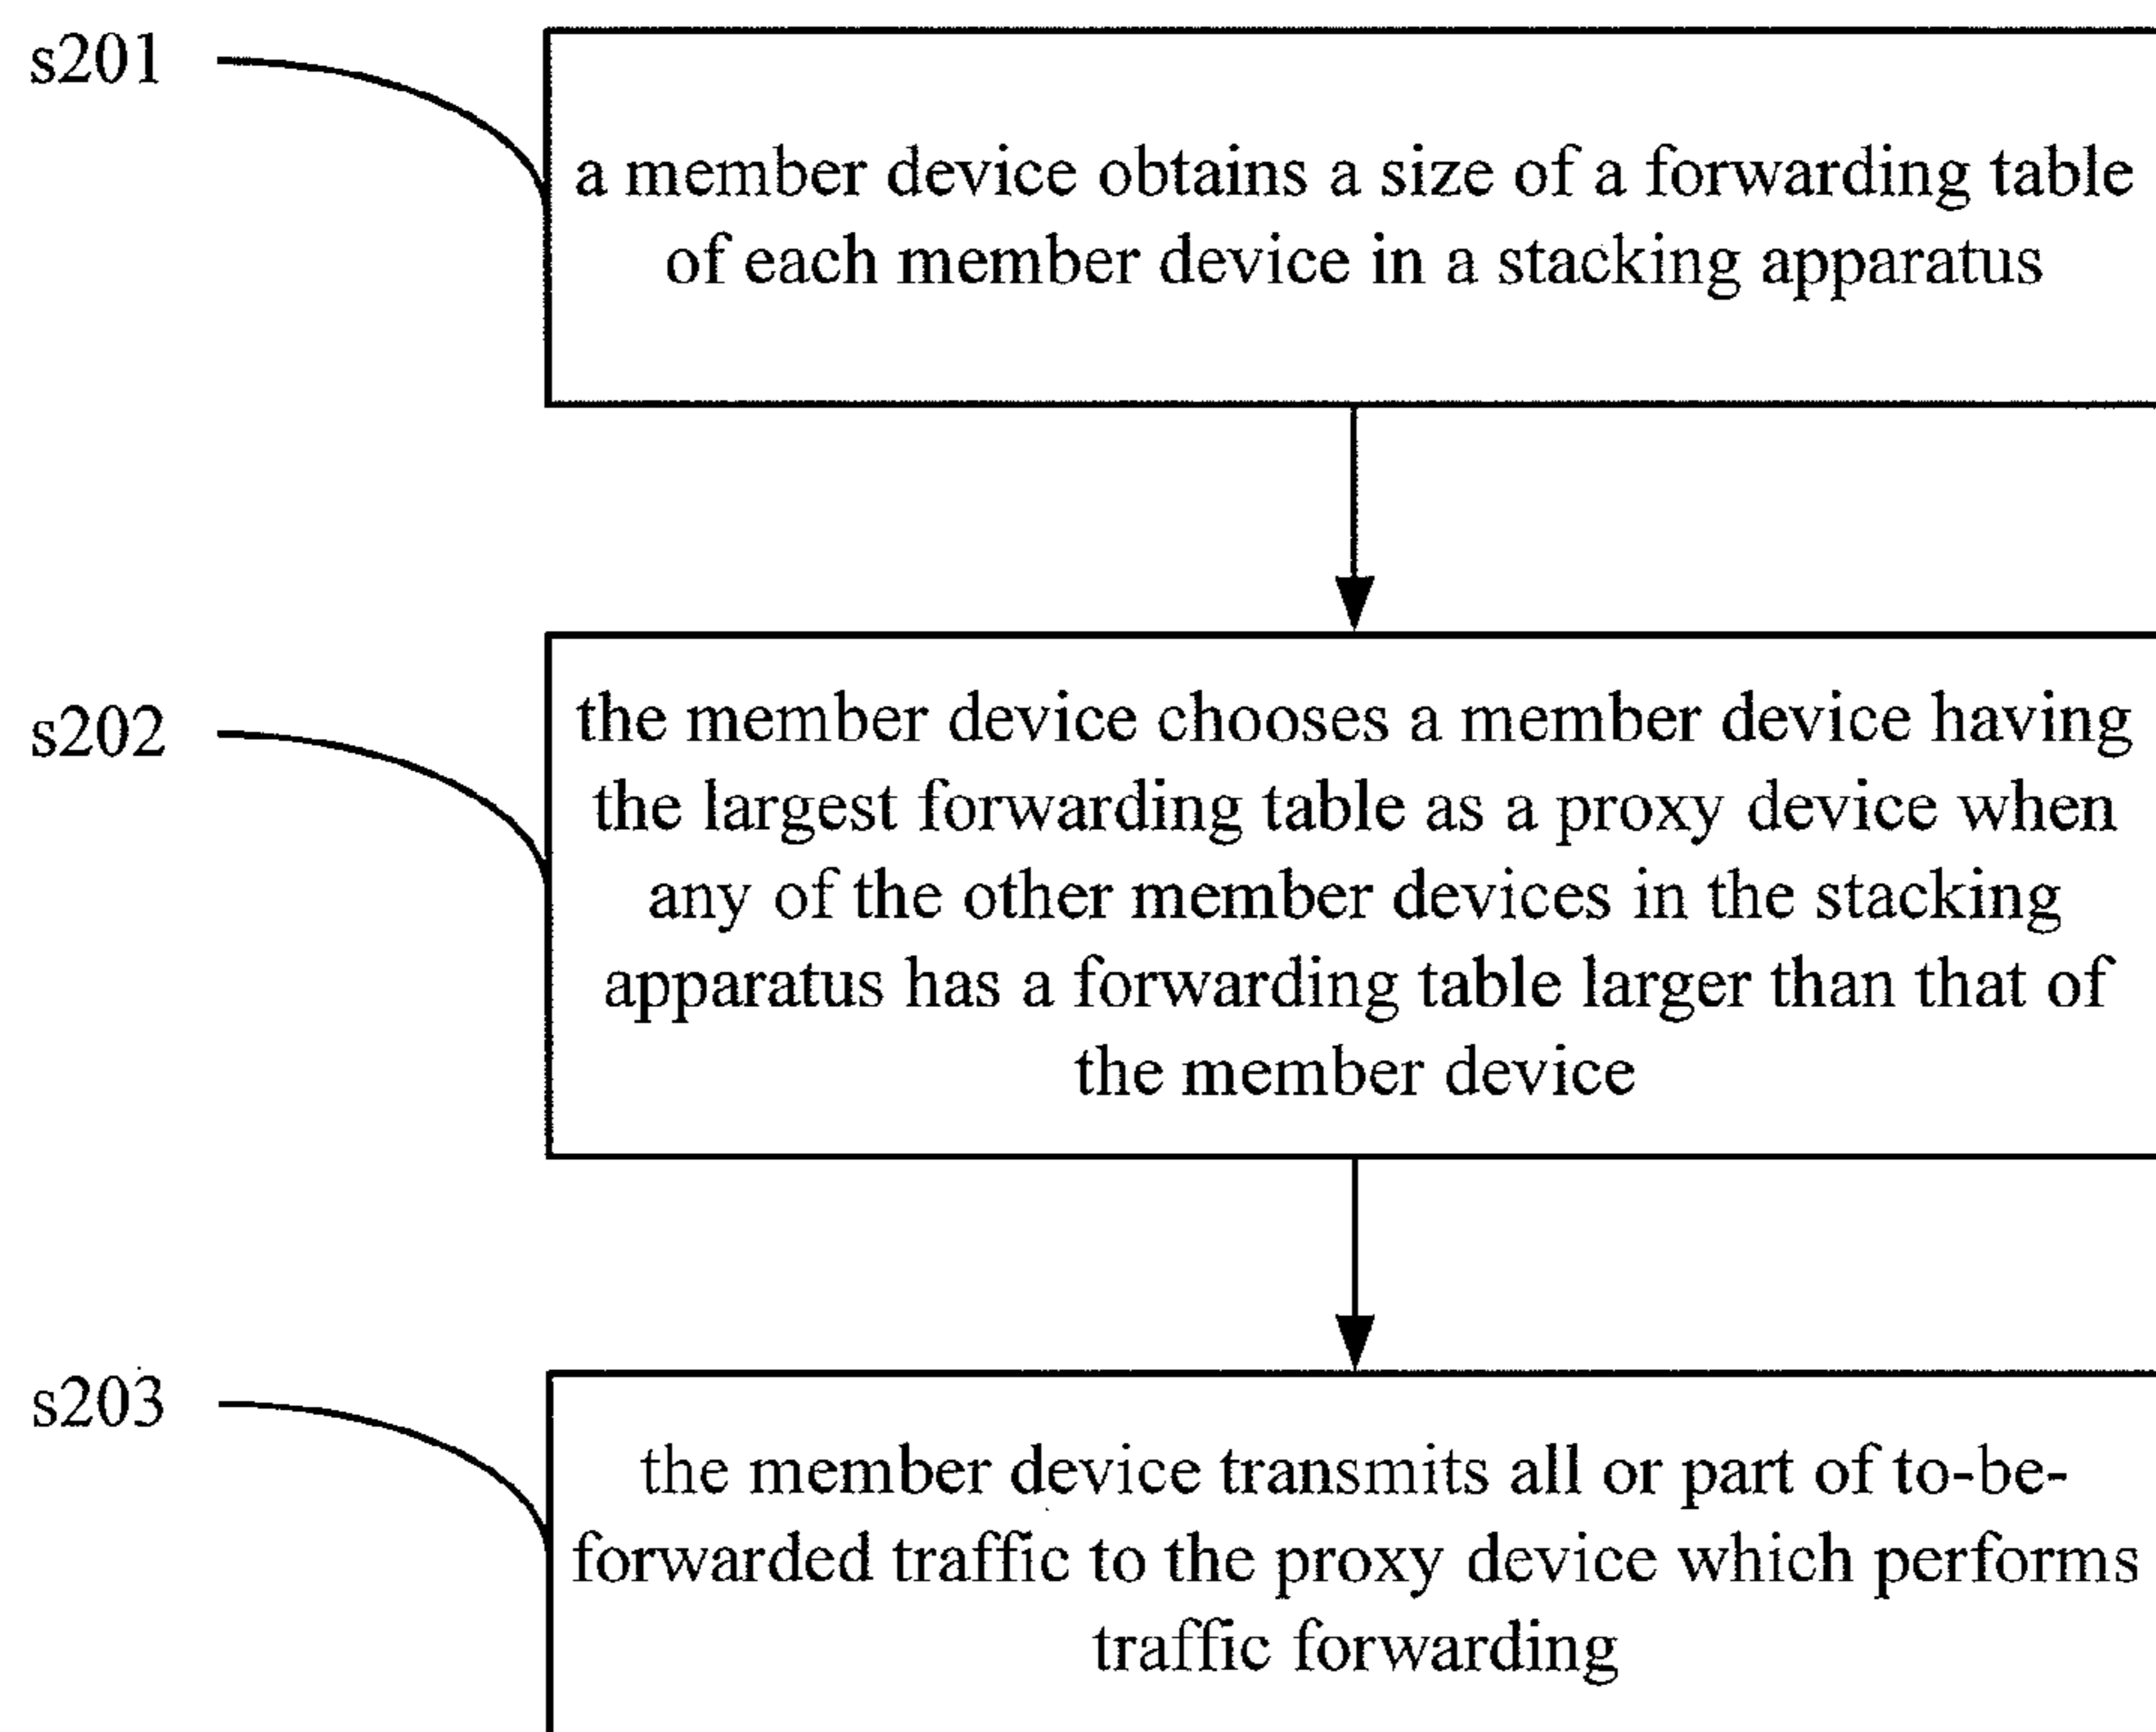 s201
a member device obtains a size of a forwarding table
of each member device in a stacking apparatus
s202
the member device chooses a member device having
the largest forwarding table as a proxy device when
any of the other member devices in the stacking
apparatus has a forwarding table larger than that of
the member device
s203
the member device transmits all or part of to-be-
forwarded traffic to the proxy device which performs
traffic forwarding